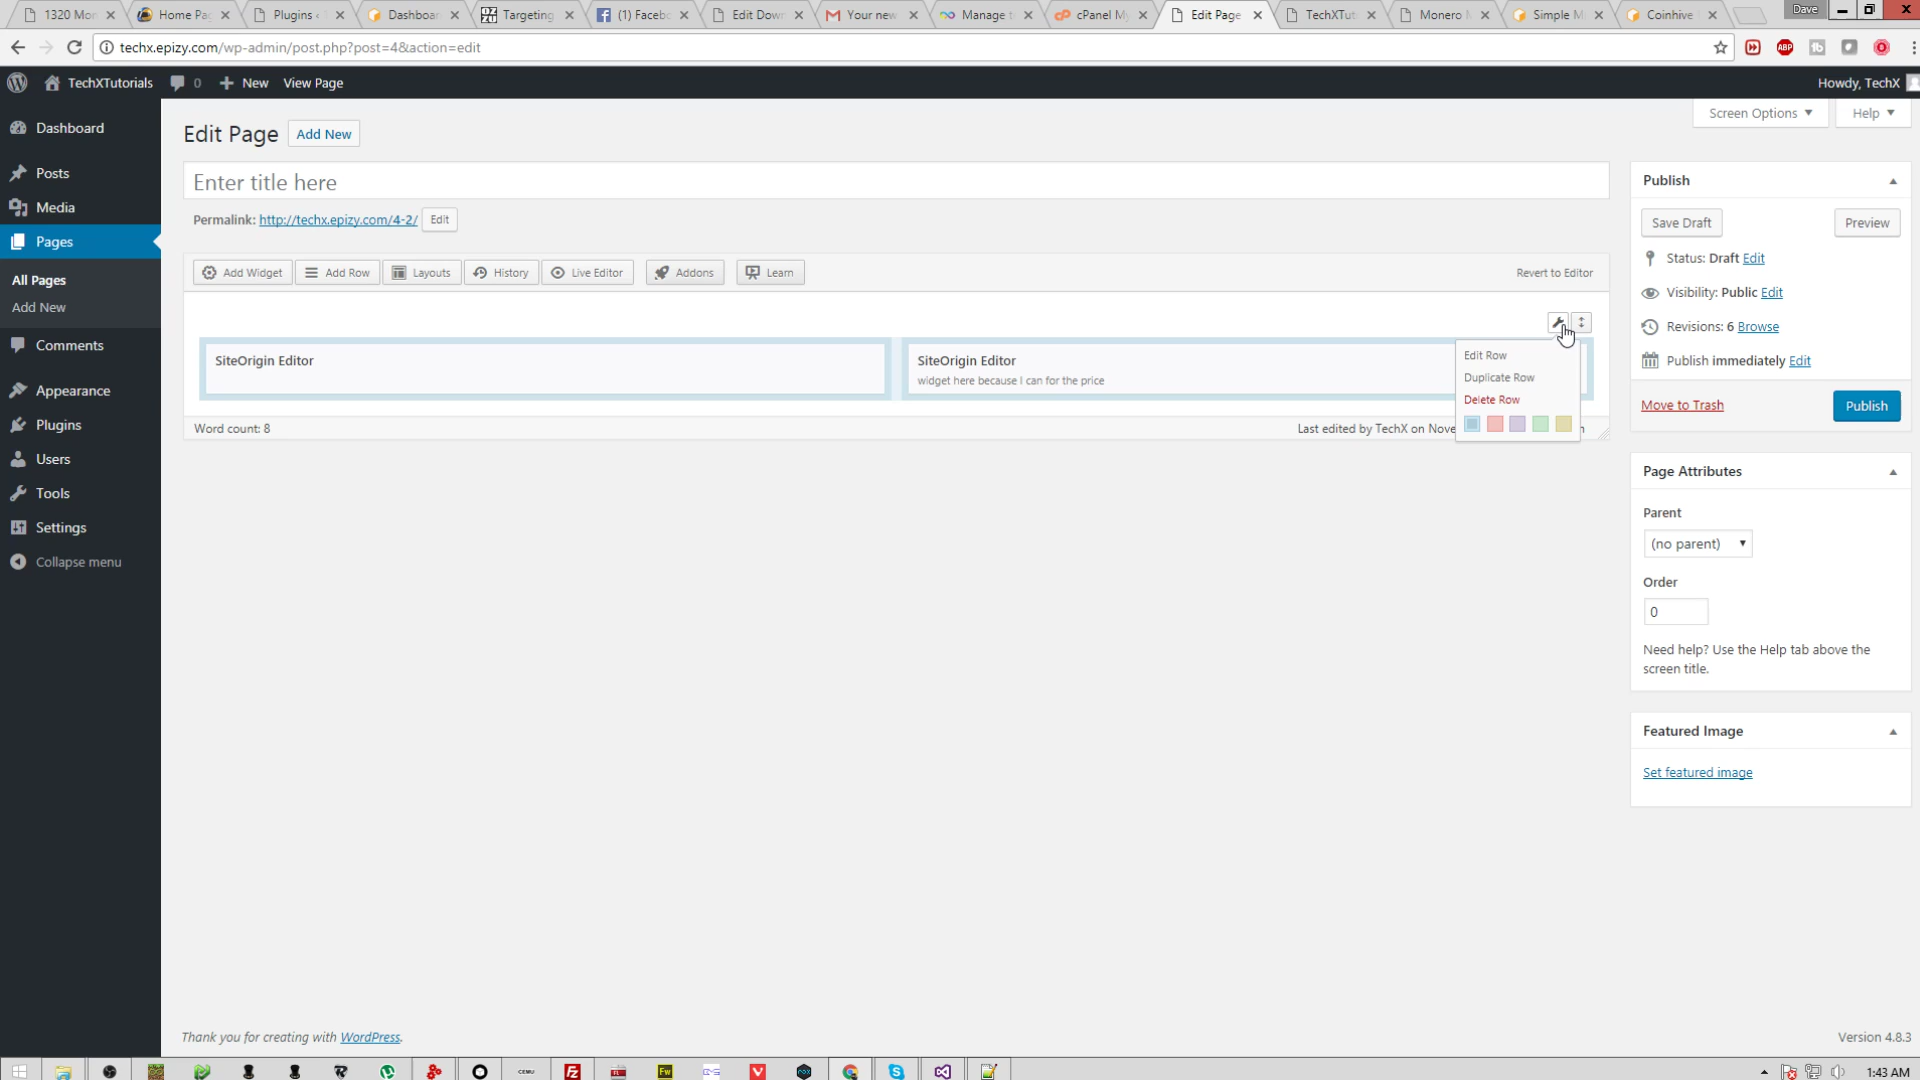 1320 Mor
Home Pag
Plugins ‹
Dashboar
Targeting
(1) Facebo
Edit Down
Your new
Manage t
cPanel My
Edit Page
TechXTut
Monero M
Simple Mi
Coinhive
Dave
techx.epizy.com/wp-admin/post.php?post=4&action=edit
TechXTutorials
0
New
View Page
Howdy, TechX
Dashboard
Posts
Media
Pages
All Pages
Add New
Comments
Appearance
Plugins
Users
Tools
Settings
Collapse menu
Screen Options
Help
Edit Page
Add New
Enter title here
Permalink: http://techx.epizy.com/4-2/ Edit
Add Widget
Add Row
Layouts
History
Live Editor
Addons
Learn
Revert to Editor
SiteOrigin Editor
SiteOrigin Editor
widget here because I can for the price
Edit Row
Duplicate Row
Delete Row
Word count: 8
Last edited by TechX on Nove
Publish
Save Draft
Preview
Status: Draft Edit
Visibility: Public Edit
Revisions: 6 Browse
Publish immediately Edit
Move to Trash
Publish
Page Attributes
Parent
(no parent)
Order
0
Need help? Use the Help tab above the
screen title.
Featured Image
Set featured image
Thank you for creating with WordPress.
Version 4.8.3
CEMU
Fz
Fw
1:43 AM